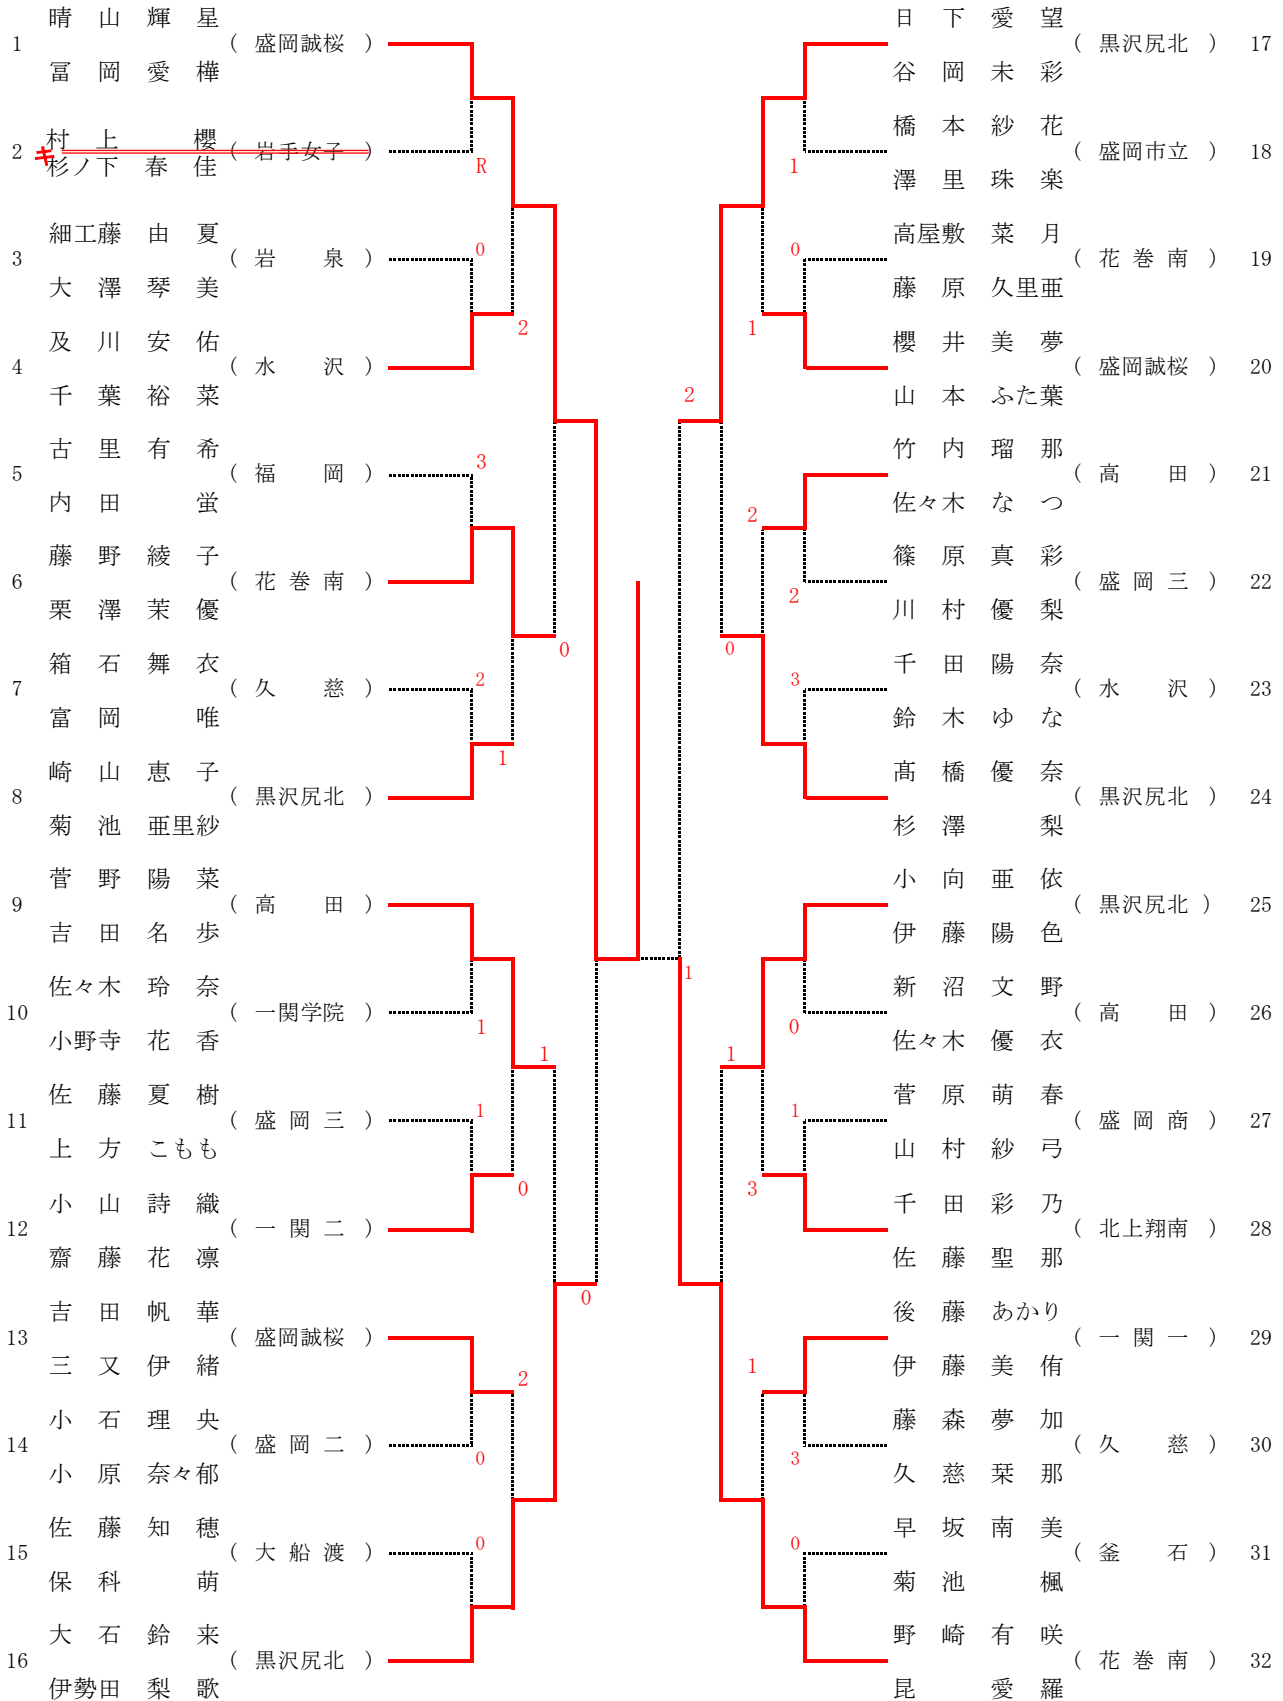 晴山輝星
1 (盛岡誠桜)
冨岡愛樺
村上櫻
2 キ (岩手女子)
杉ノ下春佳
R
細工藤由夏
3 (岩泉) 0
大澤琴美
及川安佑 2
4 (水沢)
千葉裕菜
古里有希
5 (福岡) 3
内田蛍
藤野綾子
6 (花巻南)
栗澤茉優
0
箱石舞衣
7 (久慈) 2
富岡唯
1
崎山恵子
8 (黒沢尻北)
菊池亜里紗
菅野陽菜
9 (高田)
吉田名歩
佐々木玲奈
10 (一関学院) 1
小野寺花香
1
佐藤夏樹
11 (盛岡三) 1
上方こもも
0
小山詩織
12 (一関二)
齋藤花凛
0
吉田帆華
13 (盛岡誠桜)
三又伊緒
2
小石理央
14 (盛岡二) 0
小原奈々郁
佐藤知穂
15 (大船渡) 0
保科萌
大石鈴来
16 (黒沢尻北)
伊勢田梨歌
日下愛望
(黒沢尻北) 17
谷岡未彩
橋本紗花
1 (盛岡市立) 18
澤里珠楽
高屋敷菜月
0 (花巻南) 19
藤原久里亜
1
櫻井美夢
(盛岡誠桜) 20
山本ふた葉
2
竹内瑠那
(高田) 21
佐々木なつ
2
篠原真彩
2 (盛岡三) 22
川村優梨
0
千田陽奈
3 (水沢) 23
鈴木ゆな
髙橋優奈
(黒沢尻北) 24
杉澤梨
小向亜依
(黒沢尻北) 25
伊藤陽色
1
新沼文野
0 (高田) 26
佐々木優衣
1
菅原萌春
1 (盛岡商) 27
山村紗弓
3
千田彩乃
(北上翔南) 28
佐藤聖那
後藤あかり
(一関一) 29
伊藤美侑
1
藤森夢加
3 (久慈) 30
久慈栞那
早坂南美
0 (釜石) 31
菊池楓
野崎有咲
(花巻南) 32
昆愛羅